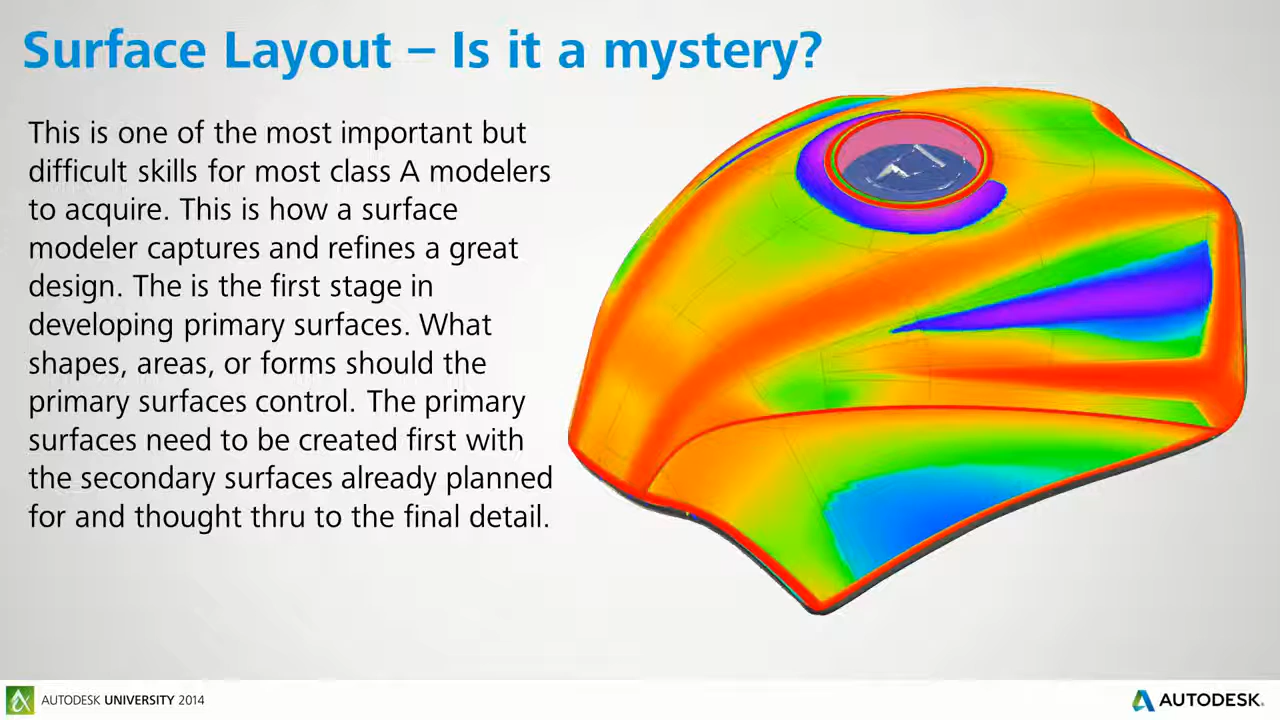 Surface Layout – Is it a mystery?
This is one of the most important but
difficult skills for most class A modelers
to acquire. This is how a surface
modeler captures and refines a great
design. The is the first stage in
developing primary surfaces. What
shapes, areas, or forms should the
primary surfaces control. The primary
surfaces need to be created first with
the secondary surfaces already planned
for and thought thru to the final detail.
AUTODESK UNIVERSITY 2014
AUTODESK.